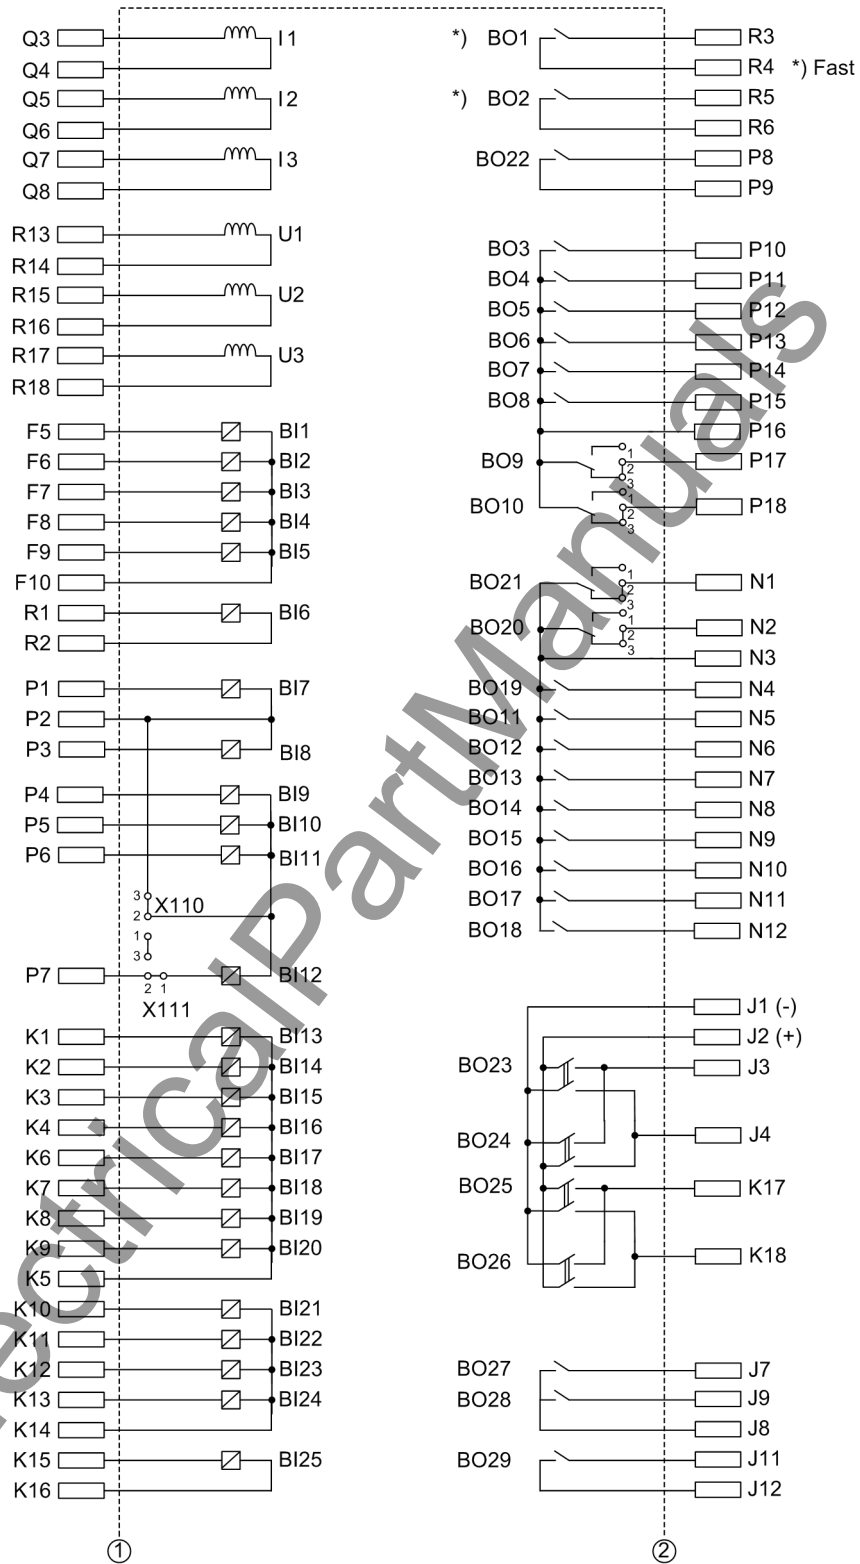 Q3 I1 *) BO1 R3
Q4 R4 *) Fast
Q5 I2 *) BO2 R5
Q6 R6
Q7 I3 BO22 P8
Q8 P9
R13 U1 BO3 P10
R14 BO4 P11
R15 U2 BO5 P12
R16 BO6 P13
R17 U3 BO7 P14
R18 BO8 P15
F5 BI1 P16
F6 BI2 BO9 1 2 3 P17
F7 BI3
F8 BI4 BO10 1 2 3 P18
F9 BI5
F10 BO21 1 2 3 N1
R1 BI6 BO20 1 2 3 N2
R2 N3
P1 BI7 BO19 N4
P2 BO11 N5
P3 BI8 BO12 N6
BO13 N7
P4 BI9 BO14 N8
P5 BI10 BO15 N9
P6 BI11 BO16 N10
3 X110 BO17 N11
2 BO18 N12
1
3
P7 BI12
2 1
X111 J1 (-)
K1 BI13 J2 (+)
K2 BI14 BO23 J3
K3 BI15
K4 BI16 BO24 J4
K6 BI17
K7 BI18 BO25 K17
K8 BI19
K9 BI20 BO26 K18
K5
K10 BI21
K11 BI22
K12 BI23 BO27 J7
K13 BI24 BO28 J9
K14 J8
K15 BI25 BO29 J11
K16 J12
1 2
ectricalPartManuals